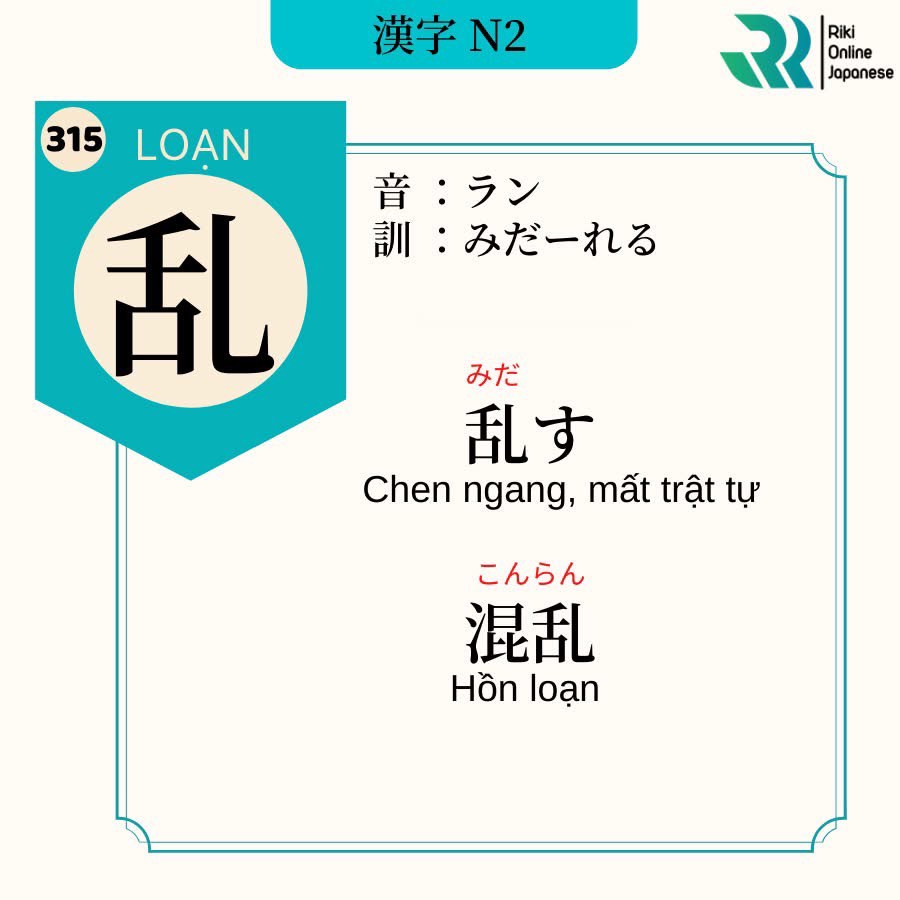 漢字 N2
Riki
Online
Japanese
315
LOẠN
乱
音 ：ラン
訓 ：みだーれる
みだ
乱す
Chen ngang, mất trật tự
こんらん
混乱
Hồn loạn